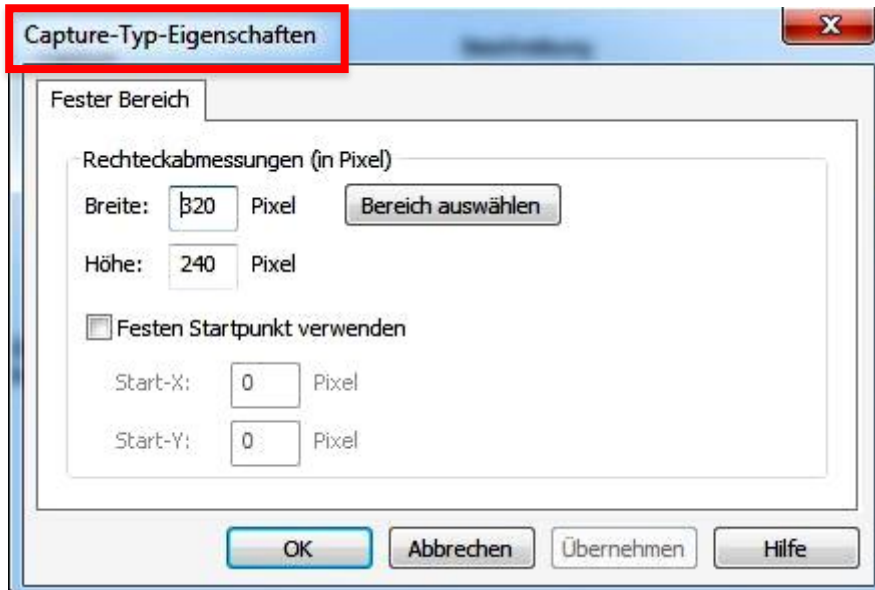 Capture-Typ-Eigenschaften
Fester Bereich
Rechteckabmessungen (in Pixel)
Breite: 320 Pixel Bereich auswählen
Höhe: 240 Pixel
Festen Startpunkt verwenden
Start-X: 0 Pixel
Start-Y: 0 Pixel
OK Abbrechen Übernehmen Hilfe